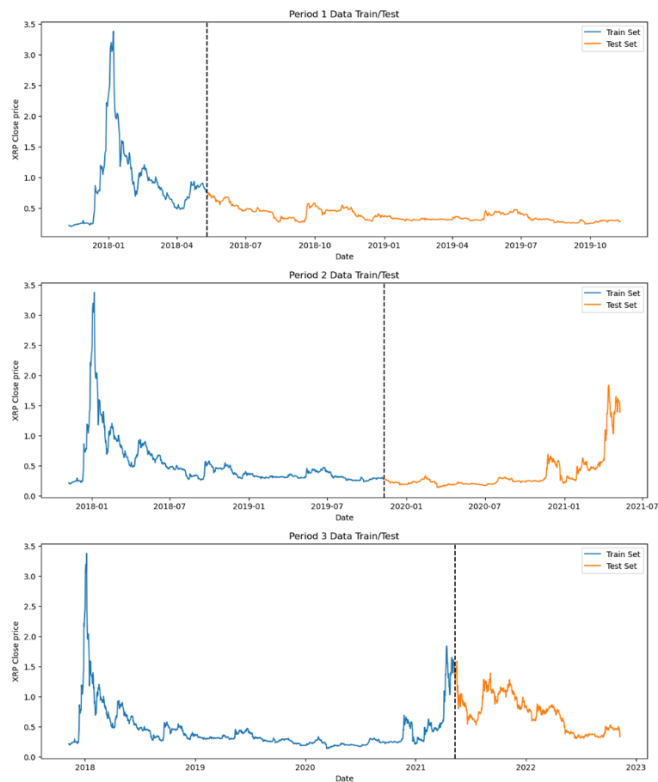 Period 1 Data Train/Test
3.5
3.0
2.5
2.0
1.5
1.0
0.5
XRP Close price
Train Set
Test Set
2018-01 2018-04 2018-07 2018-10 2019-01 2019-04 2019-07 2019-10
Date
Period 2 Data Train/Test
3.5
3.0
2.5
2.0
1.5
1.0
0.5
0.0
XRP Close price
Train Set
Test Set
2018-01 2018-07 2019-01 2019-07 2020-01 2020-07 2021-01 2021-07
Date
Period 3 Data Train/Test
3.5
3.0
2.5
2.0
1.5
1.0
0.5
0.0
XRP Close price
Train Set
Test Set
2018 2019 2020 2021 2022 2023
Date